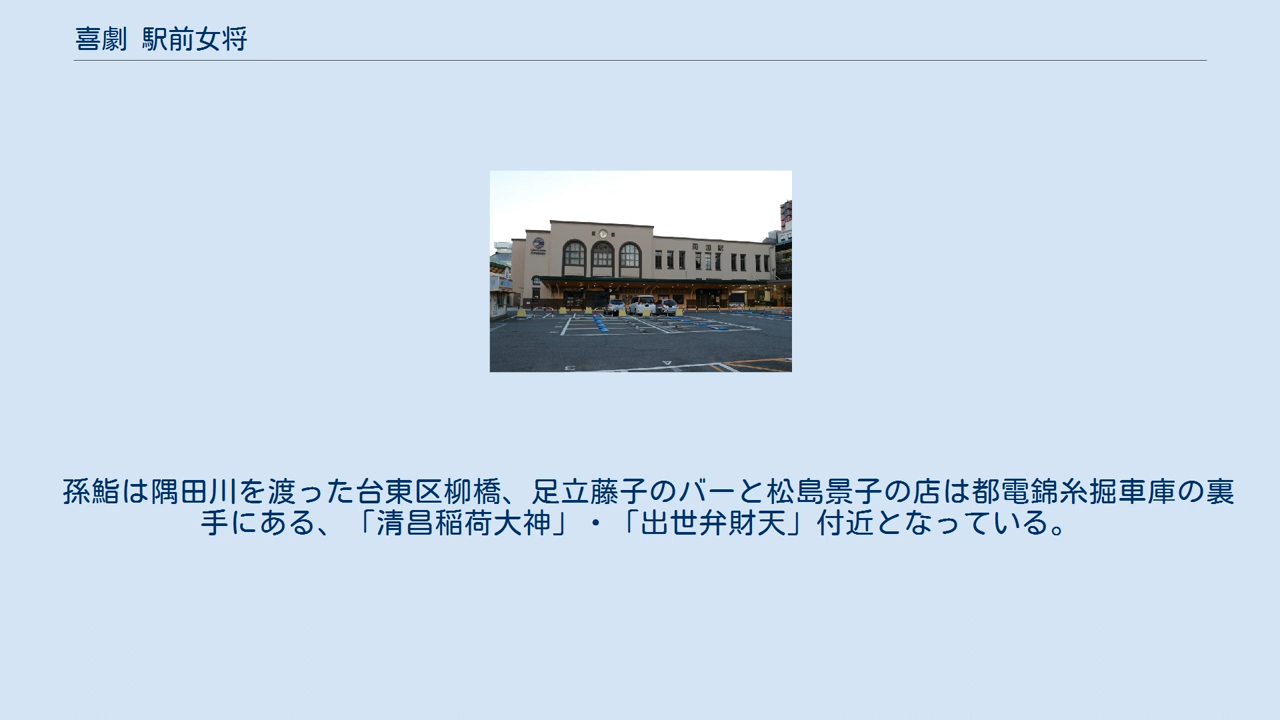 喜劇 駅前女将
両国駅
孫鮨は隅田川を渡った台東区柳橋、足立藤子のバーと松島景子の店は都電錦糸掘車庫の裏
手にある、「清昌稲荷大神」・「出世弁財天」付近となっている。